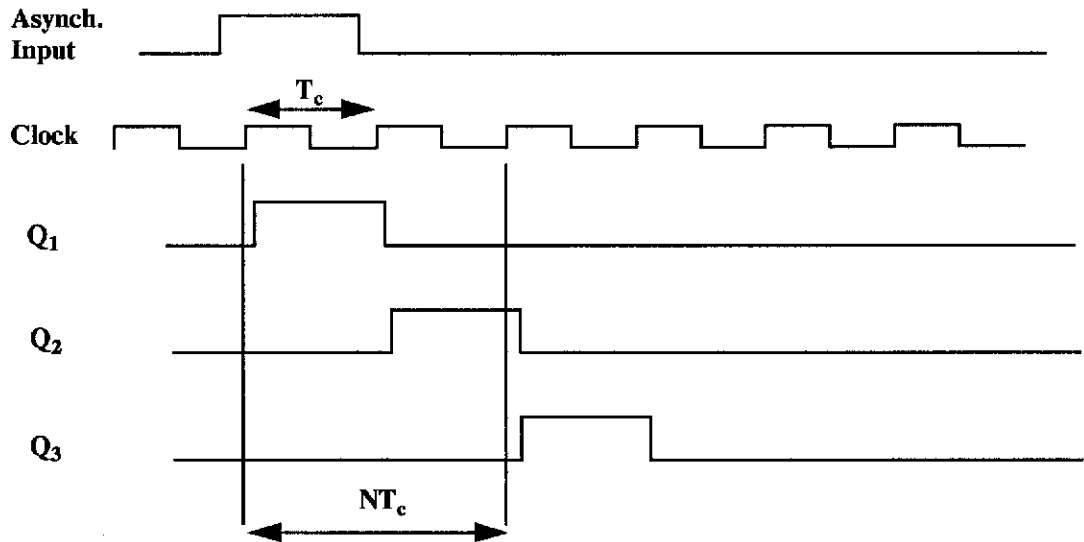 Asynch.
Input
T_c
Clock
Q_1
Q_2
Q_3
NT_c